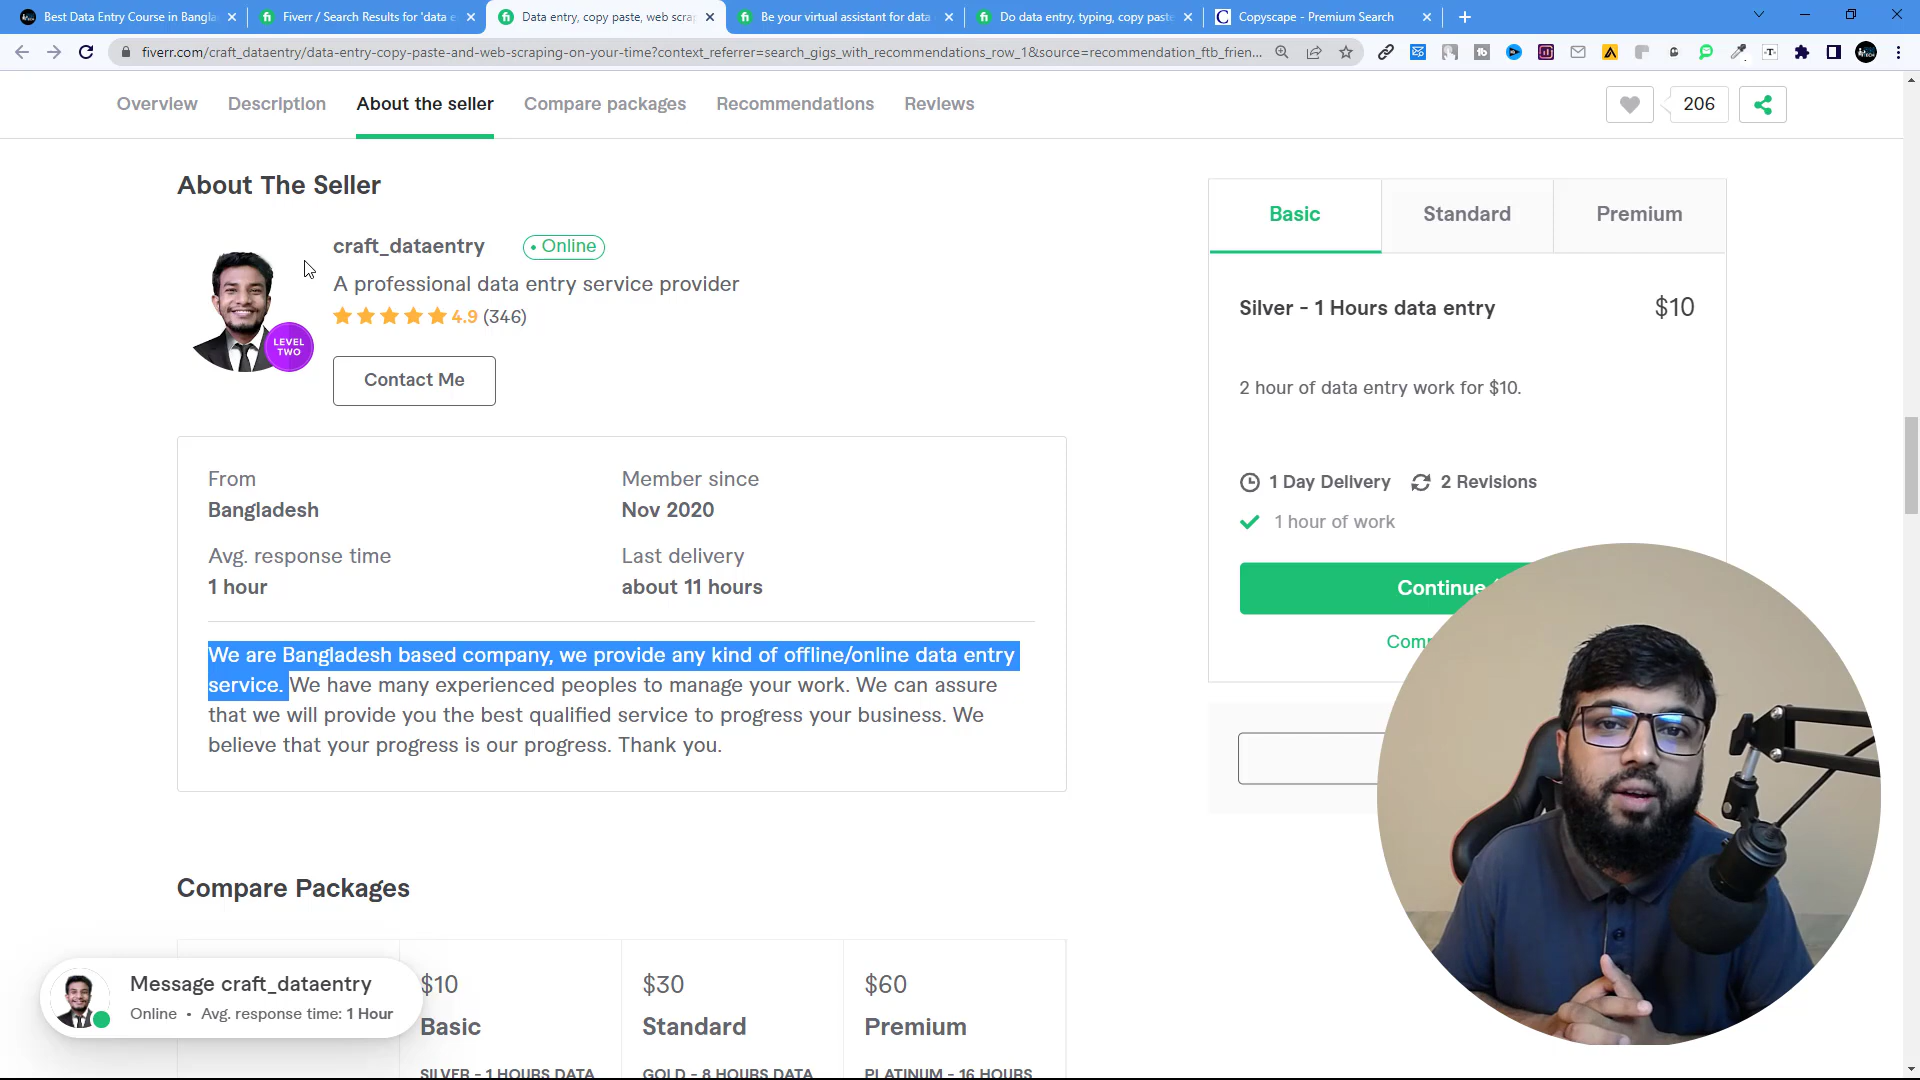 Best Data Entry Course in Bangla
Fiverr / Search Results for 'data e
Data entry, copy paste, web scrap
Be your virtual assistant for data
Do data entry, typing, copy paste
Copyscape - Premium Search
fiverr.com/craft_dataentry/data-entry-copy-paste-and-web-scraping-on-your-time?context_referrer=search_gigs_with_recommendations_row_1&source=recommendation_ftb_frien...
Overview
Description
About the seller
Compare packages
Recommendations
Reviews
206
About The Seller
craft_dataentry
• Online
A professional data entry service provider
4.9 (346)
LEVEL
TWO
Contact Me
From
Bangladesh
Member since
Nov 2020
Avg. response time
1 hour
Last delivery
about 11 hours
We are Bangladesh based company, we provide any kind of offline/online data entry
service. We have many experienced peoples to manage your work. We can assure
that we will provide you the best qualified service to progress your business. We
believe that your progress is our progress. Thank you.
Basic
Standard
Premium
Silver - 1 Hours data entry
$10
2 hour of data entry work for $10.
1 Day Delivery
2 Revisions
1 hour of work
Continue
Com
Compare Packages
$10
$30
$60
Basic
Standard
Premium
SILVER - 1 HOURS DATA
GOLD - 8 HOURS DATA
PLATINUM - 16 HOURS
Message craft_dataentry
Online • Avg. response time: 1 Hour